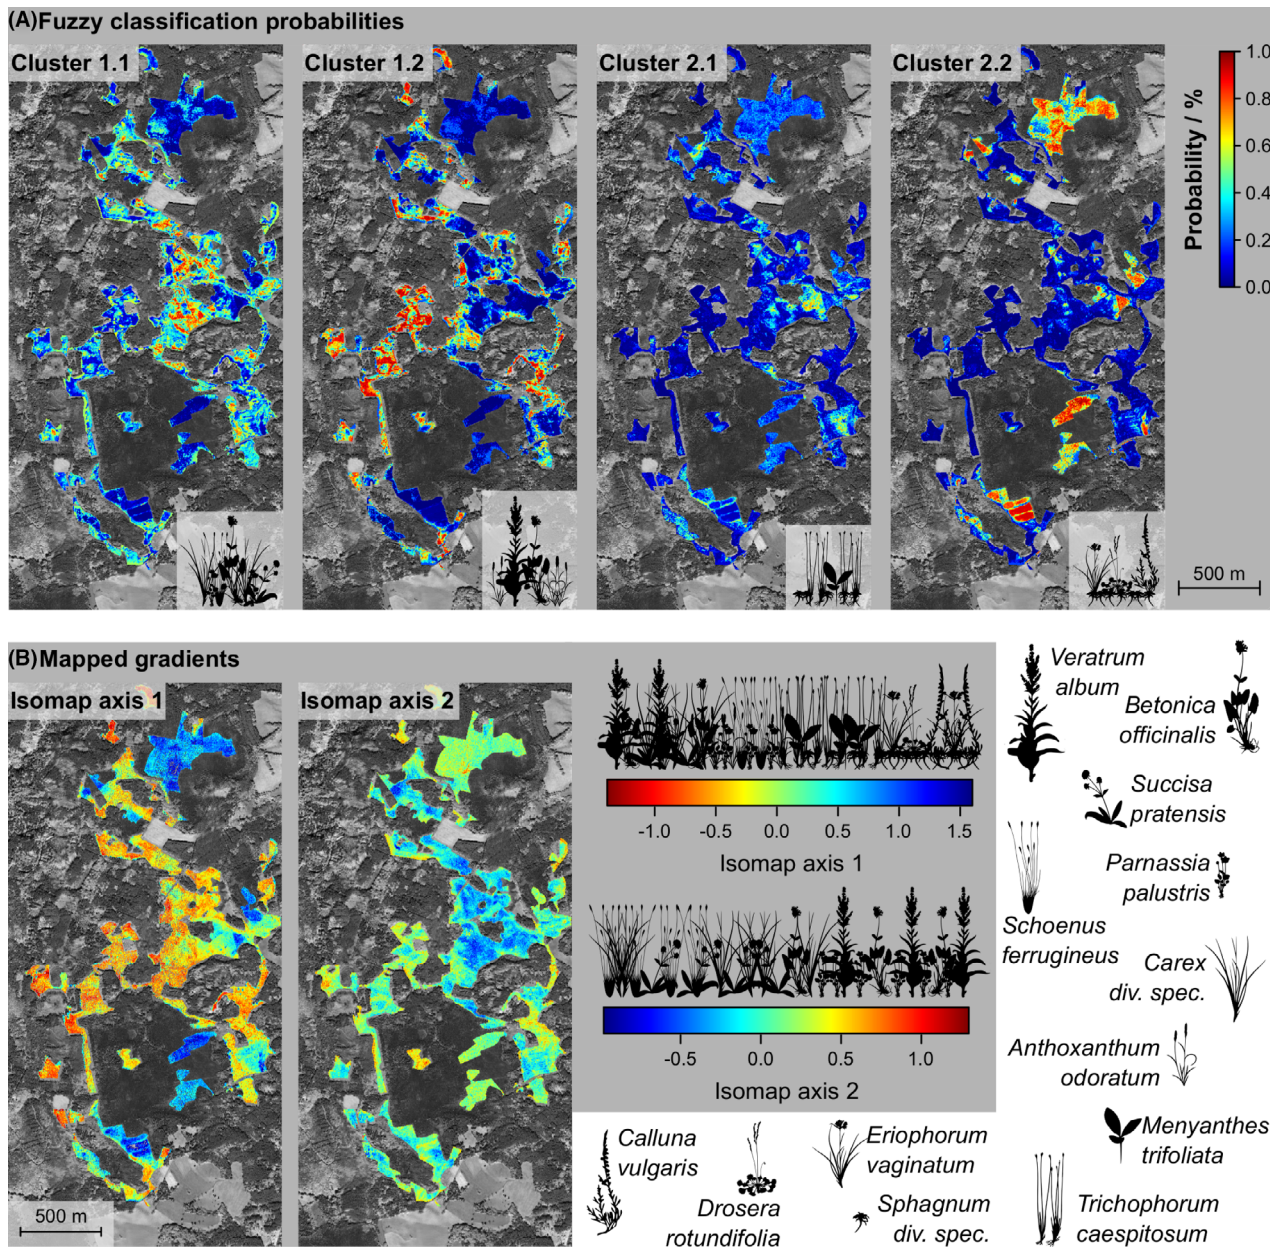 (A) Fuzzy classification probabilities
Cluster 1.1
Cluster 1.2
Cluster 2.1
Cluster 2.2
1.0
0.8
0.6
0.4
0.2
0.0
Probability / %
500 m
(B) Mapped gradients
Isomap axis 1
Isomap axis 2
500 m
-1.0 -0.5 0.0 0.5 1.0 1.5
Isomap axis 1
-0.5 0.0 0.5 1.0
Isomap axis 2
Veratrum
album
Betonica
officinalis
Succisa
pratensis
Parnassia
palustris
Schoenus
ferrugineus
Carex
div. spec.
Anthoxanthum
odoratum
Menyanthes
trifoliata
Calluna
vulgaris
Drosera
rotundifolia
Eriophorum
vaginatum
Sphagnum
div. spec.
Trichophorum
caespitosum